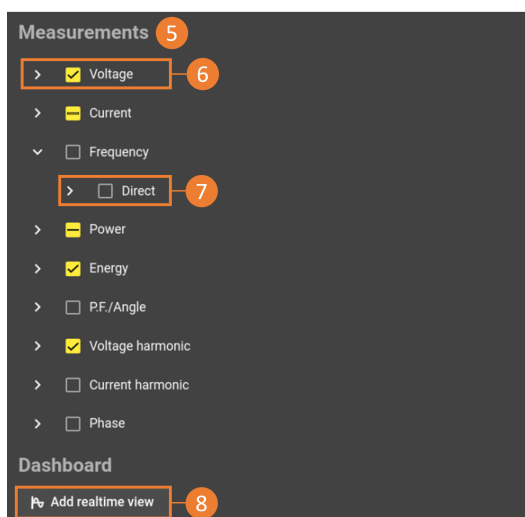 Measurements 5
Voltage 6
Current
Frequency
Direct 7
Power
Energy
P.F./Angle
Voltage harmonic
Current harmonic
Phase
Dashboard
Add realtime view 8